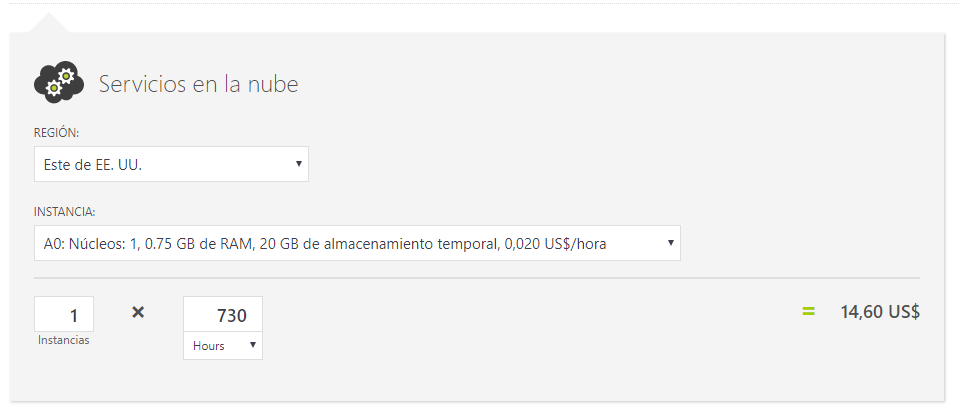 Servicios en la nube
REGIÓN:
Este de EE. UU.
INSTANCIA:
A0: Núcleos: 1, 0.75 GB de RAM, 20 GB de almacenamiento temporal, 0,020 US$/hora
1 × 730 = 14,60 US$
Instancias Hours